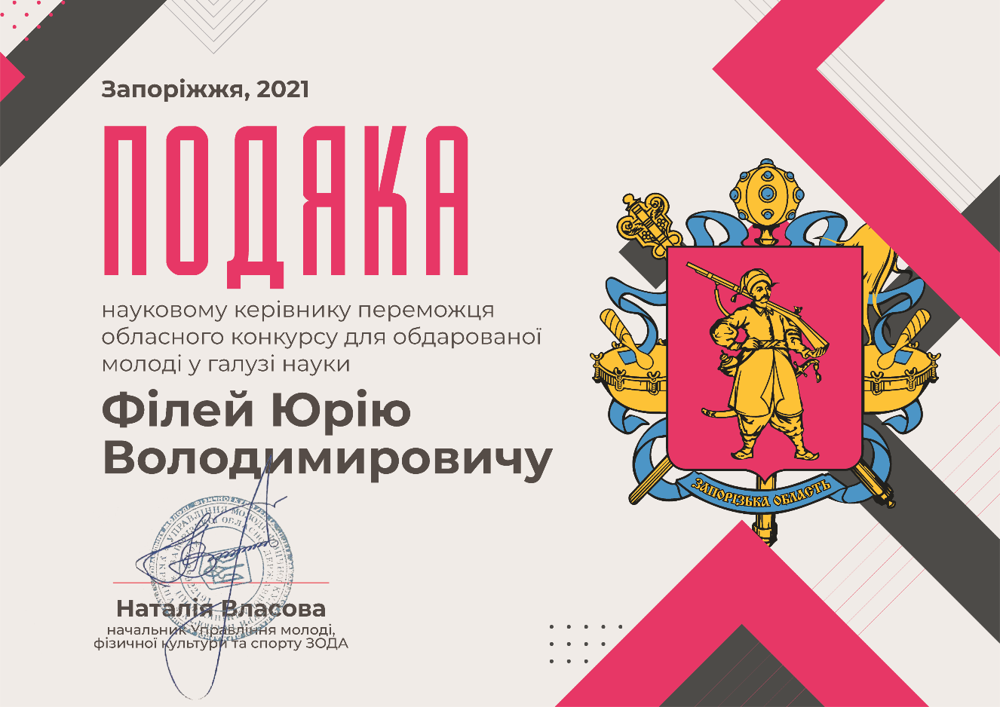 Запоріжжя, 2021
ПОДЯКА
науковому керівнику переможця
обласного конкурсу для обдарованої
молоді у галузі науки
Філей Юрію
Володимировичу
ЗАПОРІЗЬКА ОБЛАСТЬ
Наталія Власова
начальник Управління молоді,
фізичної культури та спорту ЗОДА